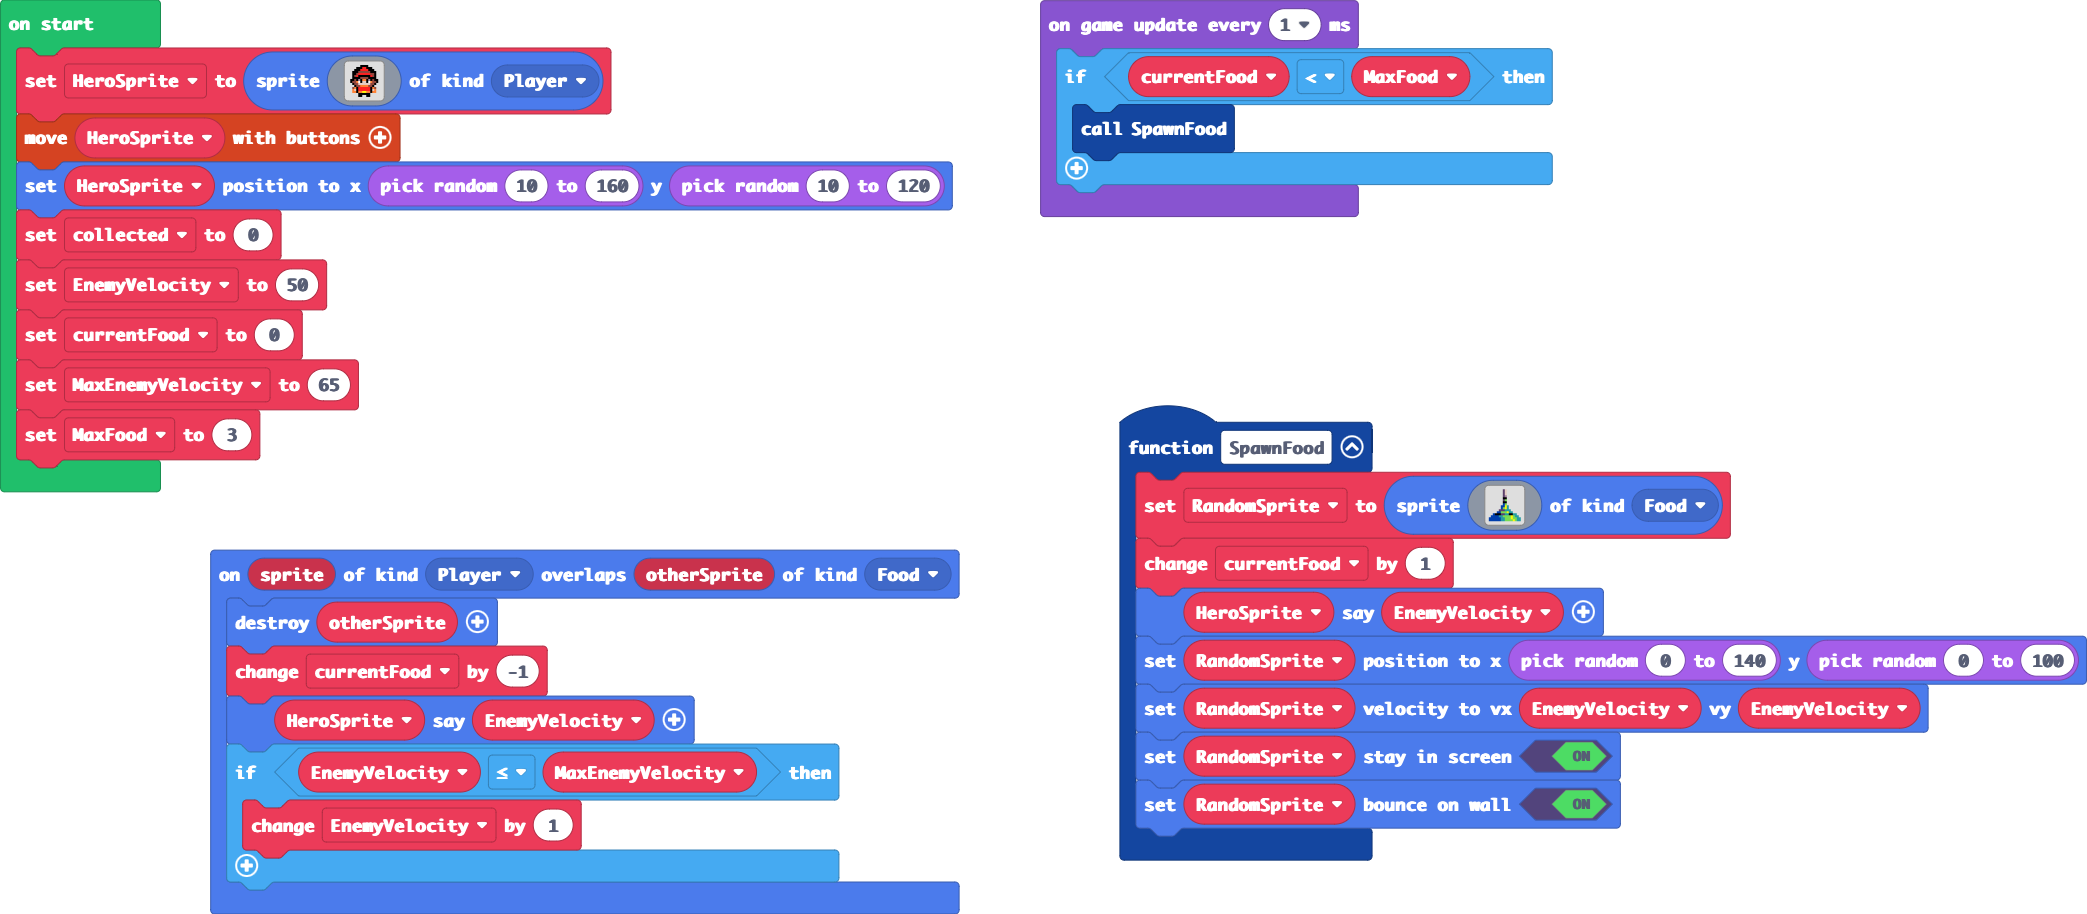 on start
set HeroSprite to sprite of kind Player
move HeroSprite with buttons
set HeroSprite position to x pick random 10 to 160 y pick random 10 to 120
set collected to 0
set EnemyVelocity to 50
set currentFood to 0
set MaxEnemyVelocity to 65
set MaxFood to 3
on game update every 1 ms
if currentFood < MaxFood then
call SpawnFood
on sprite of kind Player overlaps otherSprite of kind Food
destroy otherSprite
change currentFood by -1
HeroSprite say EnemyVelocity
if EnemyVelocity ≤ MaxEnemyVelocity then
change EnemyVelocity by 1
function SpawnFood
set RandomSprite to sprite of kind Food
change currentFood by 1
HeroSprite say EnemyVelocity
set RandomSprite position to x pick random 0 to 140 y pick random 0 to 100
set RandomSprite velocity to vx EnemyVelocity vy EnemyVelocity
set RandomSprite stay in screen ON
set RandomSprite bounce on wall ON